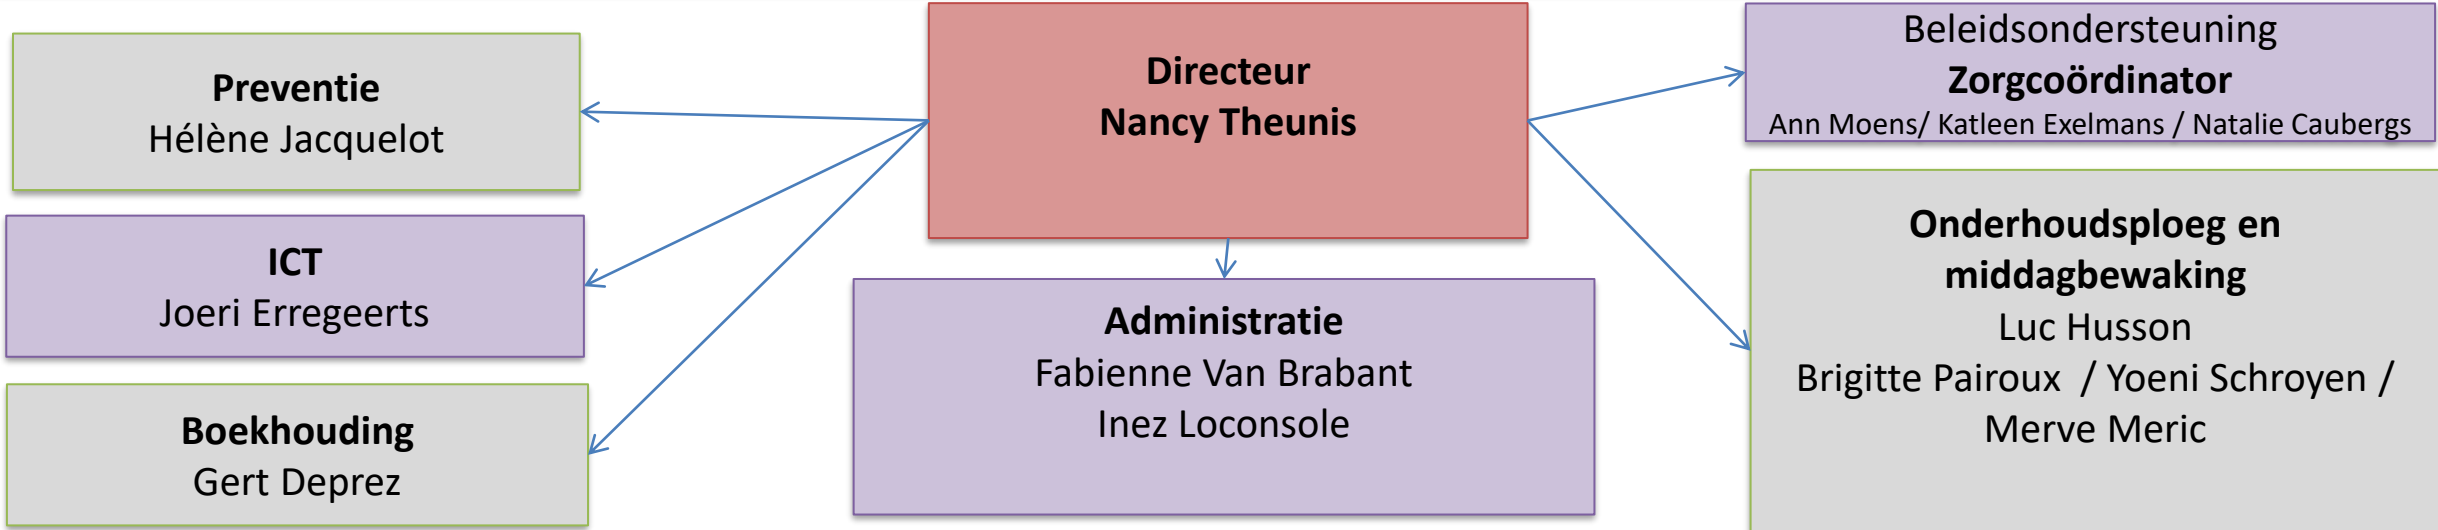 Preventie
Hélène Jacquelot
ICT
Joeri Erregeerts
Boekhouding
Gert Deprez
Directeur
Nancy Theunis
Administratie
Fabienne Van Brabant
Inez Loconsole
Beleidsondersteuning
Zorgcoördinator
Ann Moens/ Katleen Exelmans / Natalie Caubergs
Onderhoudsploeg en
middagbewaking
Luc Husson
Brigitte Pairoux / Yoeni Schroyen /
Merve Meric